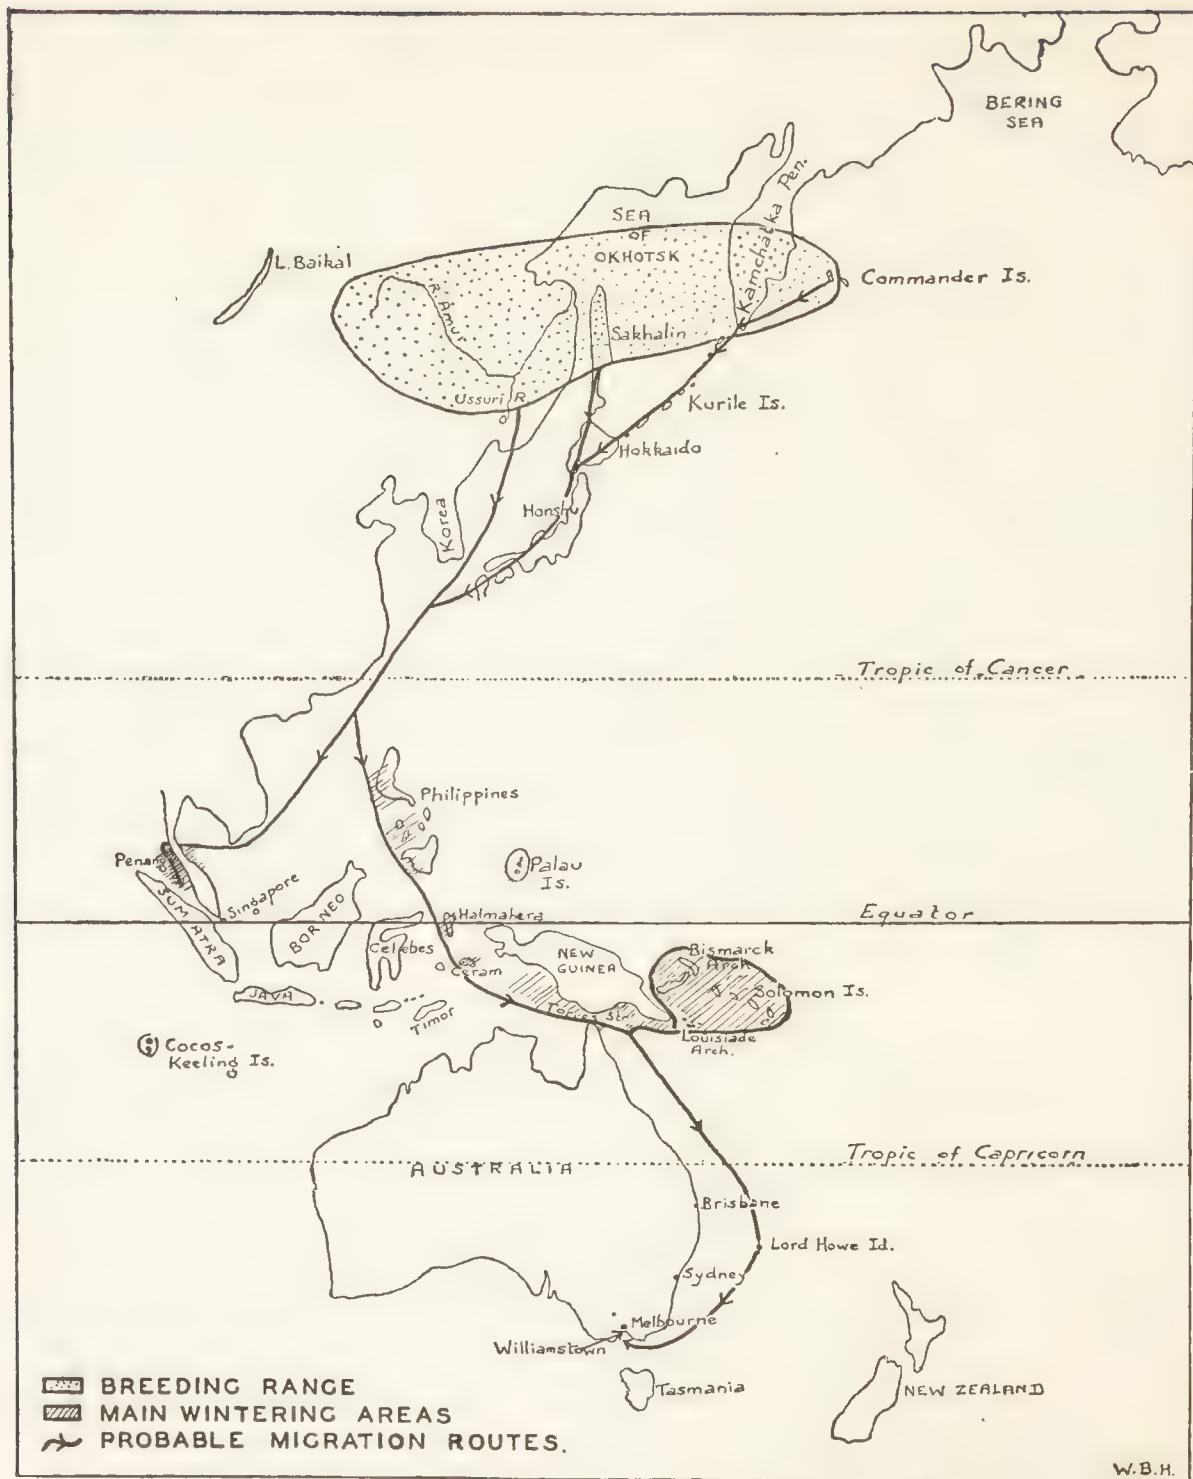 BERING
SEA
Kamchatka Pen.
SEA
OF
OKHOTSK
L. Baikal
Commander Is.
R. Amur
Sakhalin
Ussuri R.
Kurile Is.
Hokkaido
Korea
Honshu
Tropic of Cancer
Philippines
Penang
Palau
Is.
SUMATRA
Singapore
BORNEO
Halmahera
Equator
Celebes
Ceram
NEW
GUINEA
Bismarck
Arch.
Solomon Is.
JAVA
Timor
Torres Str.
Louisiade
Arch.
Cocos-
Keeling Is.
AUSTRALIA
Tropic of Capricorn
Brisbane
Lord Howe Id.
Sydney
Melbourne
Williamstown
Tasmania
NEW ZEALAND
BREEDING RANGE
MAIN WINTERING AREAS
PROBABLE MIGRATION ROUTES.
W.B.H.